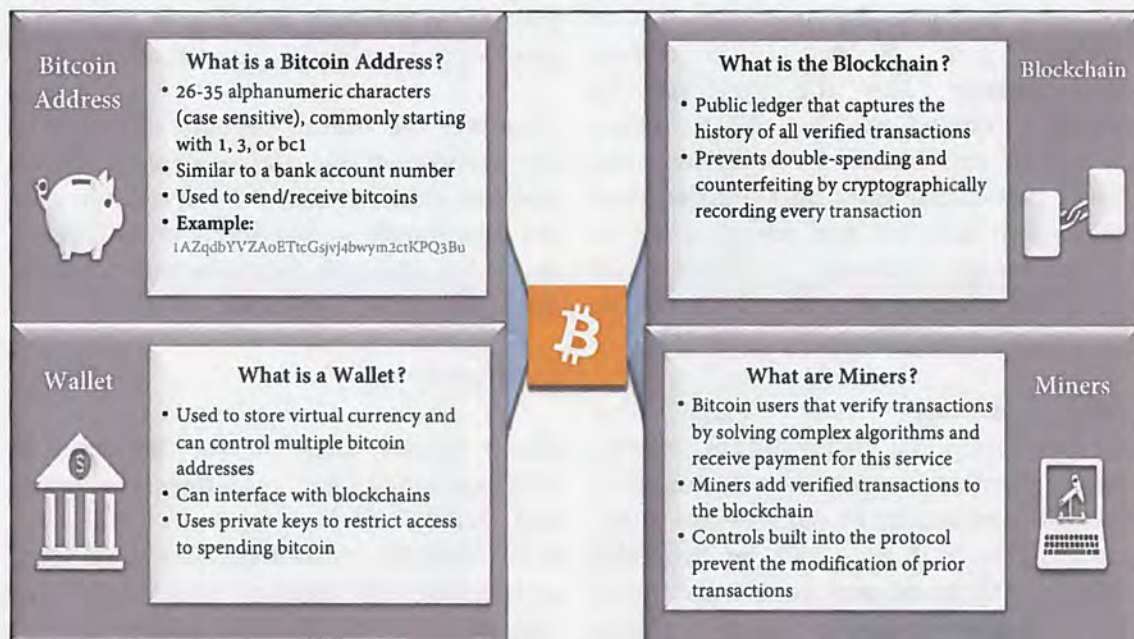 Bitcoin
Address
What is a Bitcoin Address?
• 26-35 alphanumeric characters
(case sensitive), commonly starting
with 1, 3, or bc1
• Similar to a bank account number
• Used to send/receive bitcoins
• Example:
1AZqdbYVZAoETtcGsjvj4bwym2ctKPQ3Bu
What is the Blockchain?
• Public ledger that captures the
history of all verified transactions
• Prevents double-spending and
counterfeiting by cryptographically
recording every transaction
Blockchain
₿
Wallet
$
What is a Wallet?
• Used to store virtual currency and
can control multiple bitcoin
addresses
• Can interface with blockchains
• Uses private keys to restrict access
to spending bitcoin
What are Miners?
• Bitcoin users that verify transactions
by solving complex algorithms and
receive payment for this service
• Miners add verified transactions to
the blockchain
• Controls built into the protocol
prevent the modification of prior
transactions
Miners